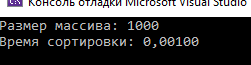 Консоль отладки Microsoft Visual Studio
Размер массива: 1000
Время сортировки: 0,00100